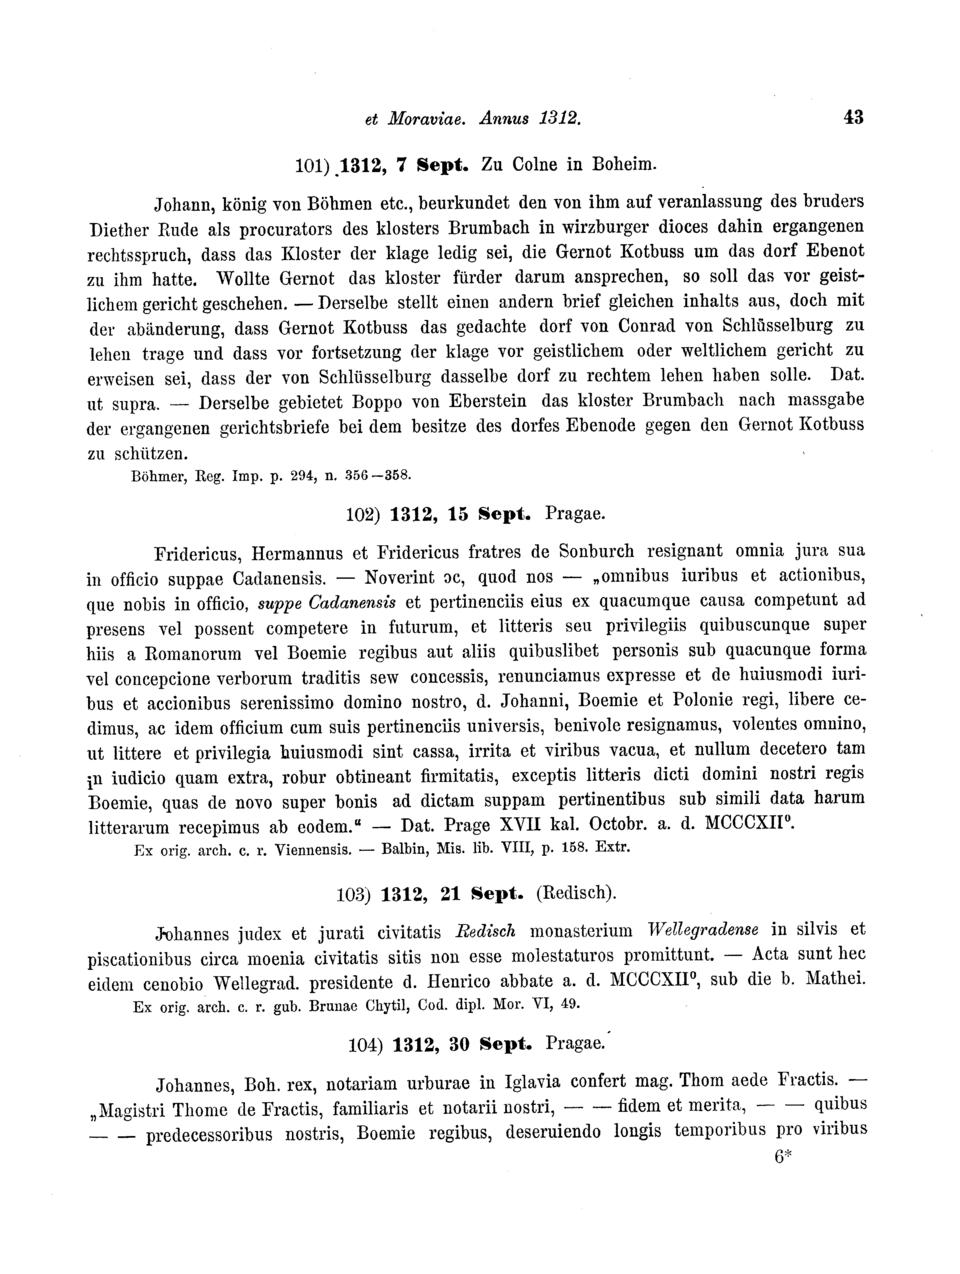 et Moraviae. Annus 1312. 43
101) 1312, 7 Sept. Zu Colne in Boheim.
Johann, könig von Böhmen etc., beurkundet den von ihm auf veranlassung des bruders
Diether Rude als procurators des klosters Brumbach in wirzburger dioces dahin ergangenen
rechtsspruch, dass das Kloster der klage ledig sei, die Gernot Kotbuss um das dorf Ebenot
zu ihm hatte. Wollte Gernot das kloster fürder darum ansprechen, so soll das vor geist-
lichem gericht geschehen. — Derselbe stellt einen andern brief gleichen inhalts aus, doch mit
der abänderung, dass Gernot Kotbuss das gedachte dorf von Conrad von Schlüsselburg zu
lehen trage und dass vor fortsetzung der klage vor geistlichem oder weltlichem gericht zu
erweisen sei, dass der von Schlüsselburg dasselbe dorf zu rechtem lehen haben solle. Dat.
ut supra. — Derselbe gebietet Boppo von Eberstein das kloster Brumbach nach massgabe
der ergangenen gerichtsbriefe bei dem besitze des dorfes Ebenode gegen den Gernot Kotbuss
zu schützen.
Böhmer, Reg. Imp. p. 294, n. 356—358.
102) 1312, 15 Sept. Pragae.
Fridericus, Hermannus et Fridericus fratres de Sonburch resignant omnia jura sua
in officio suppae Cadanensis. — Noverint ɔc, quod nos — „omnibus iuribus et actionibus,
que nobis in officio, suppe Cadanensis et pertinenciis eius ex quacumque causa competunt ad
presens vel possent competere in futurum, et litteris seu privilegiis quibuscunque super
hiis a Romanorum vel Boemie regibus aut aliis quibuslibet personis sub quacunque forma
vel concepcione verborum traditis sew concessis, renunciamus expresse et de huiusmodi iuri-
bus et accionibus serenissimo domino nostro, d. Johanni, Boemie et Polonie regi, libere ce-
dimus, ac idem officium cum suis pertinenciis universis, benivole resignamus, volentes omnino,
ut littere et privilegia huiusmodi sint cassa, irrita et viribus vacua, et nullum decetero tam
in iudicio quam extra, robur obtineant firmitatis, exceptis litteris dicti domini nostri regis
Boemie, quas de novo super bonis ad dictam suppam pertinentibus sub simili data harum
litterarum recepimus ab eodem.“ — Dat. Prage XVII kal. Octobr. a. d. MCCCXII⁰.
Ex orig. arch. c. r. Viennensis. — Balbin, Mis. lib. VIII, p. 158. Extr.
103) 1312, 21 Sept. (Redisch).
Johannes judex et jurati civitatis Redisch monasterium Wellegradense in silvis et
piscationibus circa moenia civitatis sitis non esse molestaturos promittunt. — Acta sunt hec
eidem cenobio Wellegrad. presidente d. Henrico abbate a. d. MCCCXII⁰, sub die b. Mathei.
Ex orig. arch. c. r. gub. Brunae Chytil, Cod. dipl. Mor. VI, 49.
104) 1312, 30 Sept. Pragae.
Johannes, Boh. rex, notariam urburae in Iglavia confert mag. Thom aede Fractis. —
„Magistri Thome de Fractis, familiaris et notarii nostri, — — fidem et merita, — — quibus
— — predecessoribus nostris, Boemie regibus, deseruiendo longis temporibus pro viribus
6*